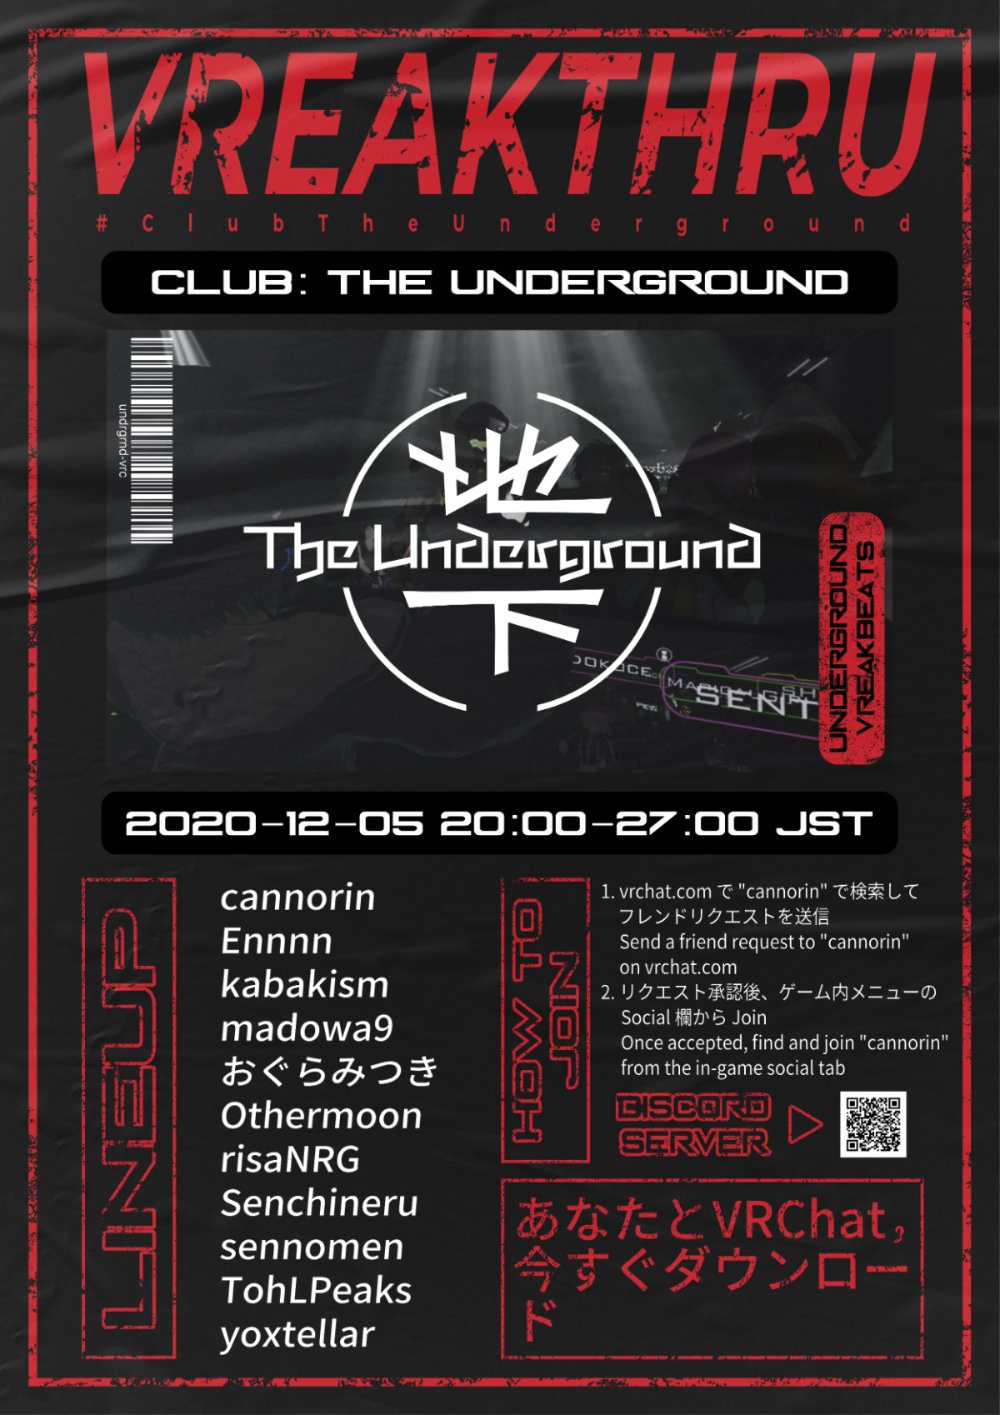 VREAKTHRU
#ClubTheUnderground
CLUB: THE UNDERGROUND
undrgrnd-vrc
地
The Underground
下
UNDERGROUND
VREAKBEATS
SENT
2020-12-05 20:00-27:00 JST
LINEUP
cannorin
Ennnn
kabakism
madowa9
おぐらみつき
Othermoon
risaNRG
Senchineru
sennomen
TohLPeaks
yoxtellar
HOW TO
JOIN
1. vrchat.com で "cannorin" で検索して
フレンドリクエストを送信
Send a friend request to "cannorin"
on vrchat.com
2. リクエスト承認後、ゲーム内メニューの
Social 欄から Join
Once accepted, find and join "cannorin"
from the in-game social tab
DISCORD
SERVER
あなたとVRChat,
今すぐダウンロー
ド